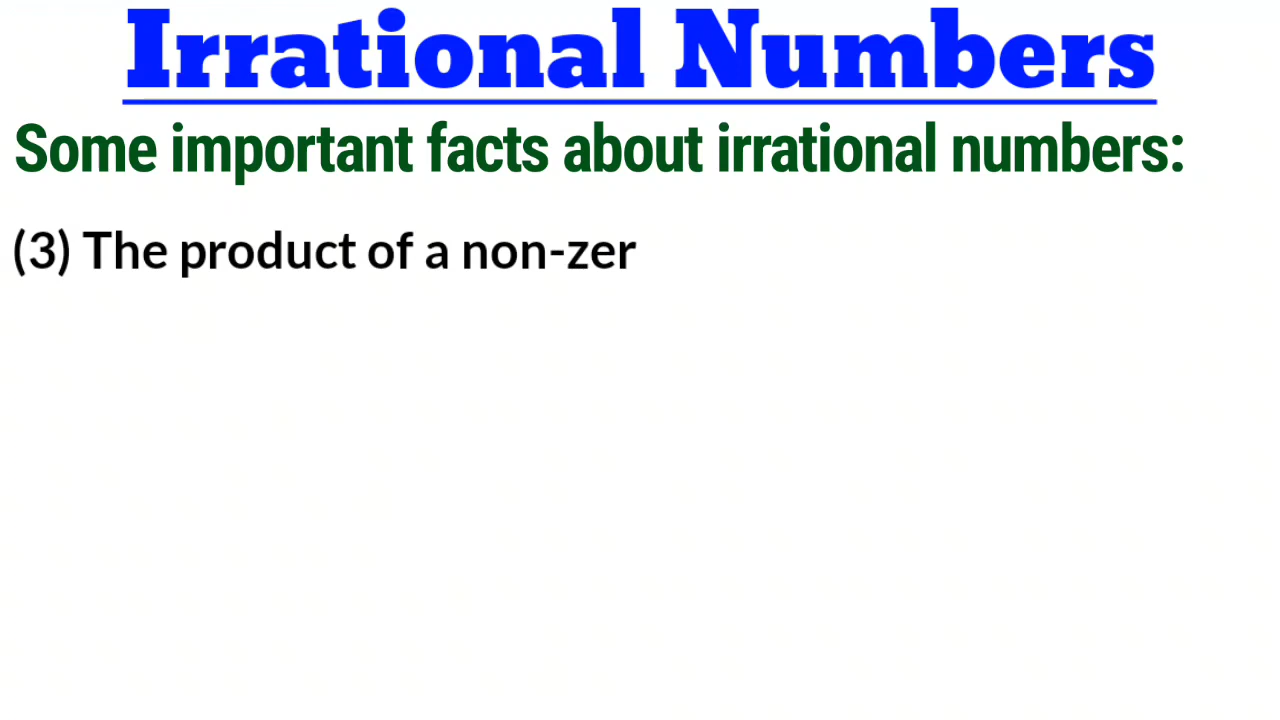 Irrational Numbers
Some important facts about irrational numbers:
(3) The product of a non-zer